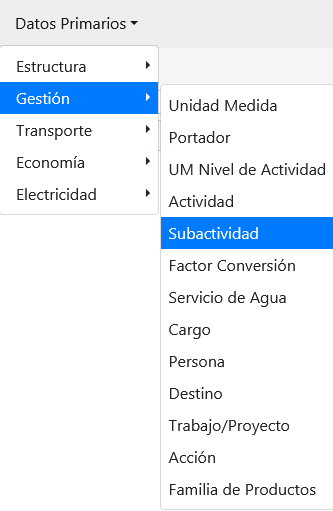 Datos Primarios
Estructura
Gestión
Transporte
Economía
Electricidad
Unidad Medida
Portador
UM Nivel de Actividad
Actividad
Subactividad
Factor Conversión
Servicio de Agua
Cargo
Persona
Destino
Trabajo/Proyecto
Acción
Familia de Productos